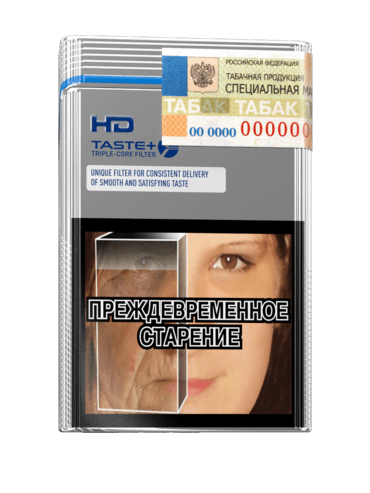 РОССИЙСКАЯ ФЕДЕРАЦИЯ
ТАБАЧНАЯ ПРОДУКЦИЯ
СПЕЦИАЛЬНАЯ
ТАБАК ТАБАК
00 0000 000000
HD
TASTE+
TRIPLE-CORE FILTER
UNIQUE FILTER FOR CONSISTENT DELIVERY
OF SMOOTH AND SATISFYING TASTE
ПРЕЖДЕВРЕМЕННОЕ
СТАРЕНИЕ